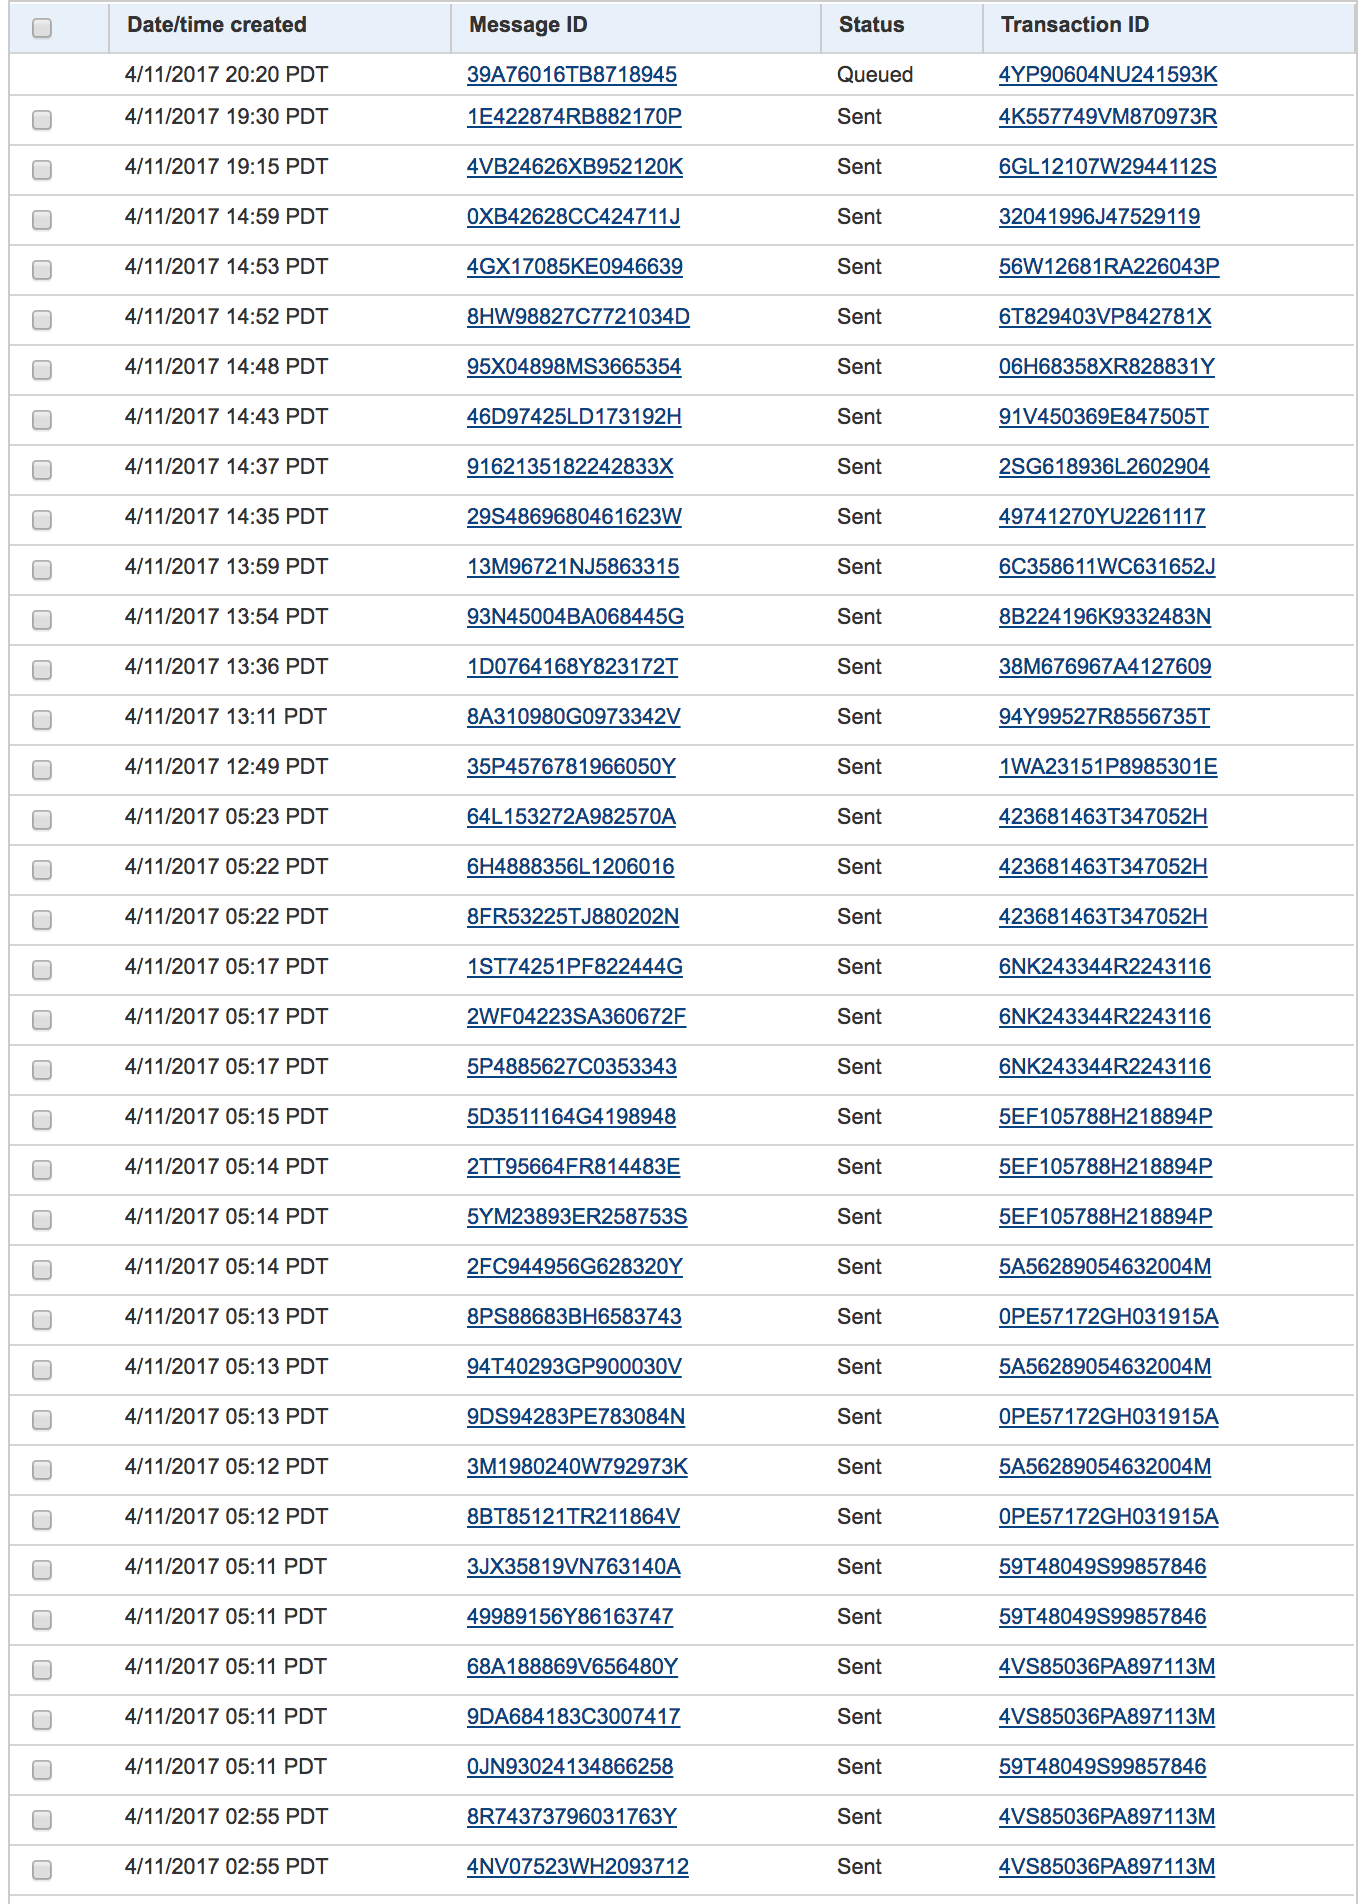 Date/time created Message ID Status Transaction ID
4/11/2017 20:20 PDT 39A76016TB8718945 Queued 4YP90604NU241593K
4/11/2017 19:30 PDT 1E422874RB882170P Sent 4K557749VM870973R
4/11/2017 19:15 PDT 4VB24626XB952120K Sent 6GL12107W2944112S
4/11/2017 14:59 PDT 0XB42628CC424711J Sent 32041996J47529119
4/11/2017 14:53 PDT 4GX17085KE0946639 Sent 56W12681RA226043P
4/11/2017 14:52 PDT 8HW98827C7721034D Sent 6T829403VP842781X
4/11/2017 14:48 PDT 95X04898MS3665354 Sent 06H68358XR828831Y
4/11/2017 14:43 PDT 46D97425LD173192H Sent 91V450369E847505T
4/11/2017 14:37 PDT 9162135182242833X Sent 2SG618936L2602904
4/11/2017 14:35 PDT 29S4869680461623W Sent 49741270YU2261117
4/11/2017 13:59 PDT 13M96721NJ5863315 Sent 6C358611WC631652J
4/11/2017 13:54 PDT 93N45004BA068445G Sent 8B224196K9332483N
4/11/2017 13:36 PDT 1D0764168Y823172T Sent 38M676967A4127609
4/11/2017 13:11 PDT 8A310980G0973342V Sent 94Y99527R8556735T
4/11/2017 12:49 PDT 35P4576781966050Y Sent 1WA23151P8985301E
4/11/2017 05:23 PDT 64L153272A982570A Sent 423681463T347052H
4/11/2017 05:22 PDT 6H4888356L1206016 Sent 423681463T347052H
4/11/2017 05:22 PDT 8FR53225TJ880202N Sent 423681463T347052H
4/11/2017 05:17 PDT 1ST74251PF822444G Sent 6NK243344R2243116
4/11/2017 05:17 PDT 2WF04223SA360672F Sent 6NK243344R2243116
4/11/2017 05:17 PDT 5P4885627C0353343 Sent 6NK243344R2243116
4/11/2017 05:15 PDT 5D3511164G4198948 Sent 5EF105788H218894P
4/11/2017 05:14 PDT 2TT95664FR814483E Sent 5EF105788H218894P
4/11/2017 05:14 PDT 5YM23893ER258753S Sent 5EF105788H218894P
4/11/2017 05:14 PDT 2FC944956G628320Y Sent 5A56289054632004M
4/11/2017 05:13 PDT 8PS88683BH6583743 Sent 0PE57172GH031915A
4/11/2017 05:13 PDT 94T40293GP900030V Sent 5A56289054632004M
4/11/2017 05:13 PDT 9DS94283PE783084N Sent 0PE57172GH031915A
4/11/2017 05:12 PDT 3M1980240W792973K Sent 5A56289054632004M
4/11/2017 05:12 PDT 8BT85121TR211864V Sent 0PE57172GH031915A
4/11/2017 05:11 PDT 3JX35819VN763140A Sent 59T48049S99857846
4/11/2017 05:11 PDT 49989156Y86163747 Sent 59T48049S99857846
4/11/2017 05:11 PDT 68A188869V656480Y Sent 4VS85036PA897113M
4/11/2017 05:11 PDT 9DA684183C3007417 Sent 4VS85036PA897113M
4/11/2017 05:11 PDT 0JN93024134866258 Sent 59T48049S99857846
4/11/2017 02:55 PDT 8R74373796031763Y Sent 4VS85036PA897113M
4/11/2017 02:55 PDT 4NV07523WH2093712 Sent 4VS85036PA897113M